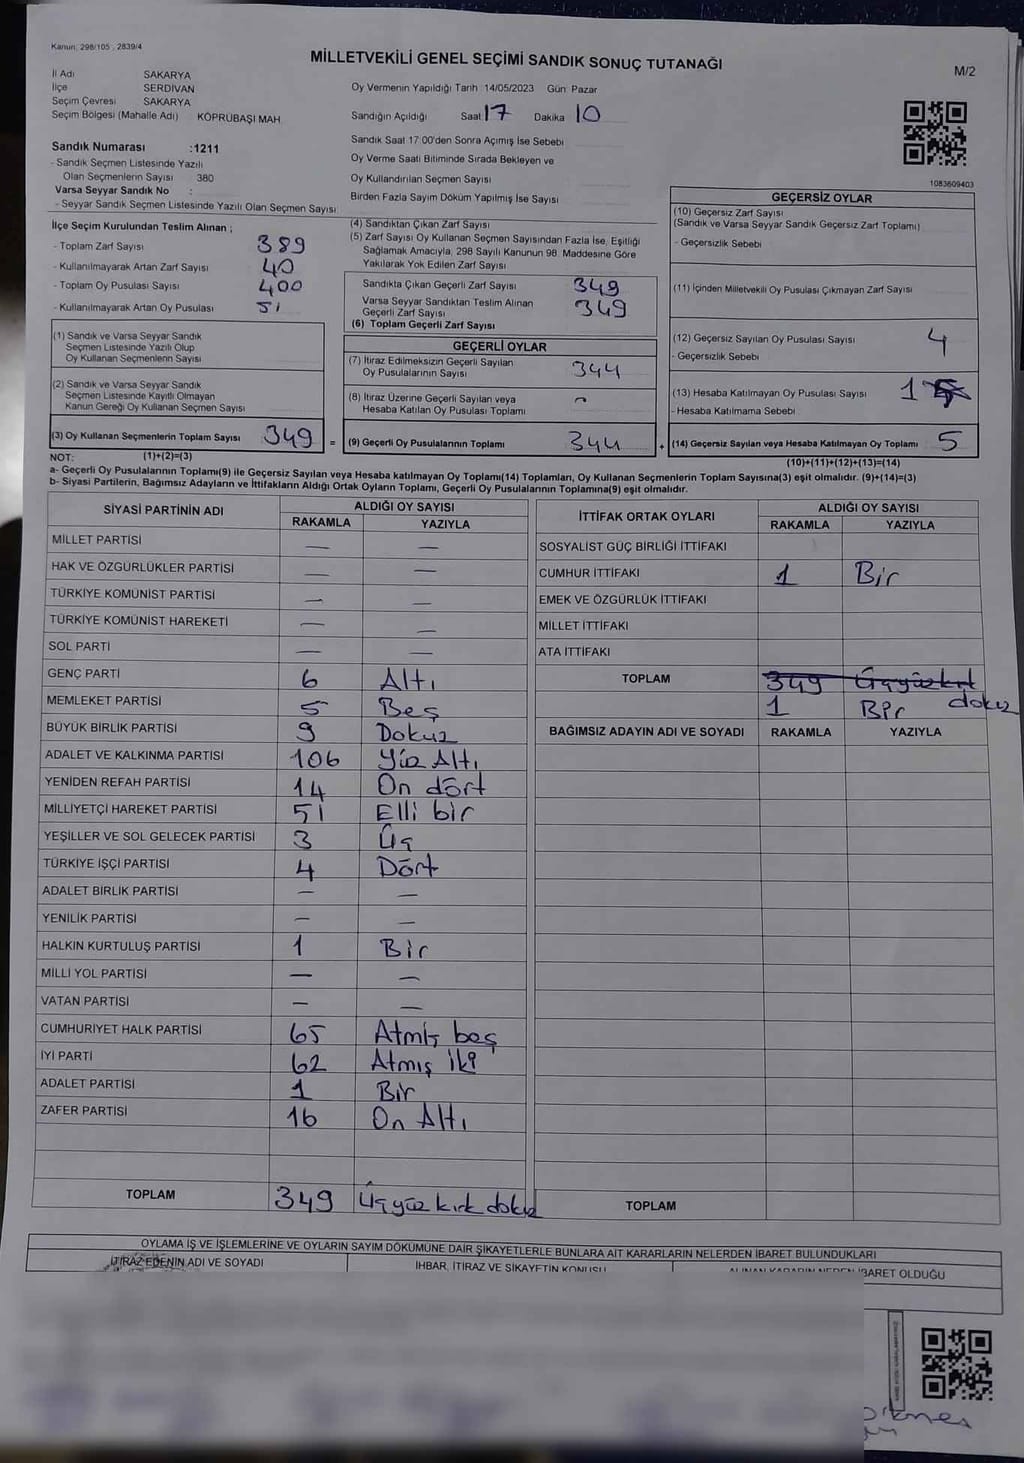 Kanun: 298/105 , 2839/4
MİLLETVEKİLİ GENEL SEÇİMİ SANDIK SONUÇ TUTANAĞI
M/2
İl Adı SAKARYA
İlçe SERDİVAN
Seçim Çevresi SAKARYA
Seçim Bölgesi (Mahalle Adı) KÖPRÜBAŞI MAH.
Oy Vermenin Yapıldığı Tarih 14/05/2023 Gün: Pazar
Sandığın Açıldığı Saat 17 Dakika 10
Sandık Saat 17:00'den Sonra Açımış İse Sebebi
Oy Verme Saati Bitiminde Sırada Bekleyen ve
Oy Kullandırılan Seçmen Sayısı
Birden Fazla Sayım Döküm Yapılmış İse Sayısı
1083609403
Sandık Numarası :1211
- Sandık Seçmen Listesinde Yazılı
Olan Seçmenlerin Sayısı 380
Varsa Seyyar Sandık No :
- Seyyar Sandık Seçmen Listesinde Yazılı Olan Seçmen Sayısı
İlçe Seçim Kurulundan Teslim Alınan ;
- Toplam Zarf Sayısı 389
- Kullanılmayarak Artan Zarf Sayısı 40
- Toplam Oy Pusulası Sayısı 400
- Kullanılmayarak Artan Oy Pusulası 51
(1) Sandık ve Varsa Seyyar Sandık
Seçmen Listesinde Yazılı Olup
Oy Kullanan Seçmenlerin Sayısı
(2) Sandık ve Varsa Seyyar Sandık
Seçmen Listesinde Kayıtlı Olmayan
Kanun Gereği Oy Kullanan Seçmen Sayısı
(3) Oy Kullanan Seçmenlerin Toplam Sayısı 349 =
(1)+(2)=(3)
(4) Sandıktan Çıkan Zarf Sayısı
(5) Zarf Sayısı Oy Kullanan Seçmen Sayısından Fazla İse, Eşitliği
Sağlamak Amacıyla, 298 Sayılı Kanunun 98. Maddesine Göre
Yakılarak Yok Edilen Zarf Sayısı
Sandıkta Çıkan Geçerli Zarf Sayısı 349
Varsa Seyyar Sandıktan Teslim Alınan
Geçerli Zarf Sayısı 349
(6) Toplam Geçerli Zarf Sayısı
GEÇERLİ OYLAR
(7) İtiraz Edilmeksizin Geçerli Sayılan
Oy Pusulalarının Sayısı 344
(8) İtiraz Üzerine Geçerli Sayılan veya
Hesaba Katılan Oy Pusulası Toplamı -
(9) Geçerli Oy Pusulalarının Toplamı 344 +
GEÇERSİZ OYLAR
(10) Geçersiz Zarf Sayısı
(Sandık ve Varsa Seyyar Sandık Geçersiz Zarf Toplamı)
- Geçersizlik Sebebi
(11) İçinden Milletvekili Oy Pusulası Çıkmayan Zarf Sayısı
(12) Geçersiz Sayılan Oy Pusulası Sayısı 4
- Geçersizlik Sebebi
(13) Hesaba Katılmayan Oy Pusulası Sayısı 1
- Hesaba Katılmama Sebebi
(14) Geçersiz Sayılan veya Hesaba Katılmayan Oy Toplamı 5
(10)+(11)+(12)+(13)=(14)
NOT:
a- Geçerli Oy Pusulalarının Toplamı(9) ile Geçersiz Sayılan veya Hesaba katılmayan Oy Toplamı(14) Toplamları, Oy Kullanan Seçmenlerin Toplam Sayısına(3) eşit olmalıdır. (9)+(14)=(3)
b- Siyasi Partilerin, Bağımsız Adayların ve İttifakların Aldığı Ortak Oyların Toplamı, Geçerli Oy Pusulalarının Toplamına(9) eşit olmalıdır.
SİYASİ PARTİNİN ADI ALDIĞI OY SAYISI
RAKAMLA YAZIYLA
MİLLET PARTİSİ — —
HAK VE ÖZGÜRLÜKLER PARTİSİ — —
TÜRKİYE KOMÜNİST PARTİSİ — —
TÜRKİYE KOMÜNİST HAREKETİ — —
SOL PARTİ — —
GENÇ PARTİ 6 Altı
MEMLEKET PARTİSİ 5 Beş
BÜYÜK BİRLİK PARTİSİ 9 Dokuz
ADALET VE KALKINMA PARTİSİ 106 Yüz Altı
YENİDEN REFAH PARTİSİ 14 On dört
MİLLİYETÇİ HAREKET PARTİSİ 51 Elli bir
YEŞİLLER VE SOL GELECEK PARTİSİ 3 Üç
TÜRKİYE İŞÇİ PARTİSİ 4 Dört
ADALET BİRLİK PARTİSİ — —
YENİLİK PARTİSİ — —
HALKIN KURTULUŞ PARTİSİ 1 Bir
MİLLİ YOL PARTİSİ — —
VATAN PARTİSİ — —
CUMHURİYET HALK PARTİSİ 65 Atmış beş
İYİ PARTİ 62 Atmış iki
ADALET PARTİSİ 1 Bir
ZAFER PARTİSİ 16 On Altı
TOPLAM 349 Üçyüz kırk dokuz
İTTİFAK ORTAK OYLARI ALDIĞI OY SAYISI
RAKAMLA YAZIYLA
SOSYALİST GÜÇ BİRLİĞİ İTTİFAKI
CUMHUR İTTİFAKI 1 Bir
EMEK VE ÖZGÜRLÜK İTTİFAKI
MİLLET İTTİFAKI
ATA İTTİFAKI
TOPLAM 349 Üçyüzkırk
1 Bir dokuz
BAĞIMSIZ ADAYIN ADI VE SOYADI RAKAMLA YAZIYLA
TOPLAM
OYLAMA İŞ VE İŞLEMLERİNE VE OYLARIN SAYIM DÖKÜMÜNE DAİR ŞİKAYETLERLE BUNLARA AİT KARARLARIN NELERDEN İBARET BULUNDUKLARI
İTİRAZ EDENİN ADI VE SOYADI
İHBAR, İTİRAZ VE ŞİKAYETİN KONUSU
ALINAN KARARIN NEDEN İBARET OLDUĞU